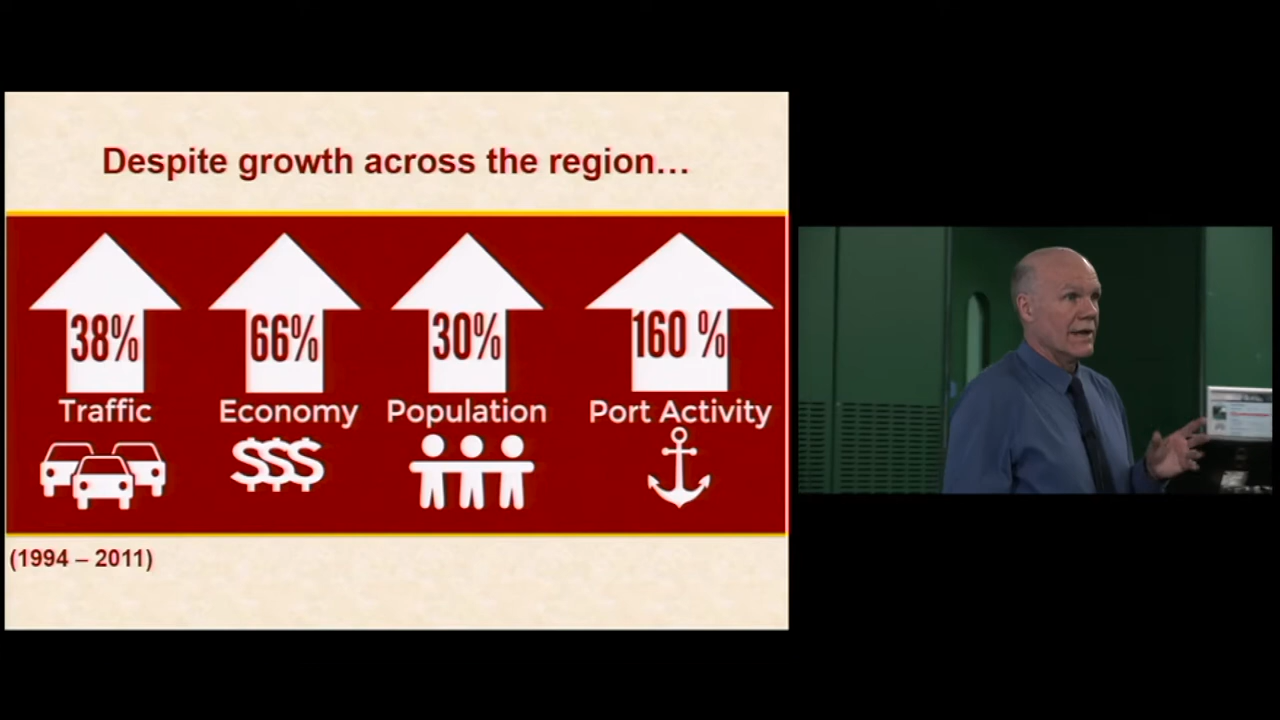 Despite growth across the region…
38% 66% 30% 160 %
Traffic Economy Population Port Activity
(1994 – 2011)